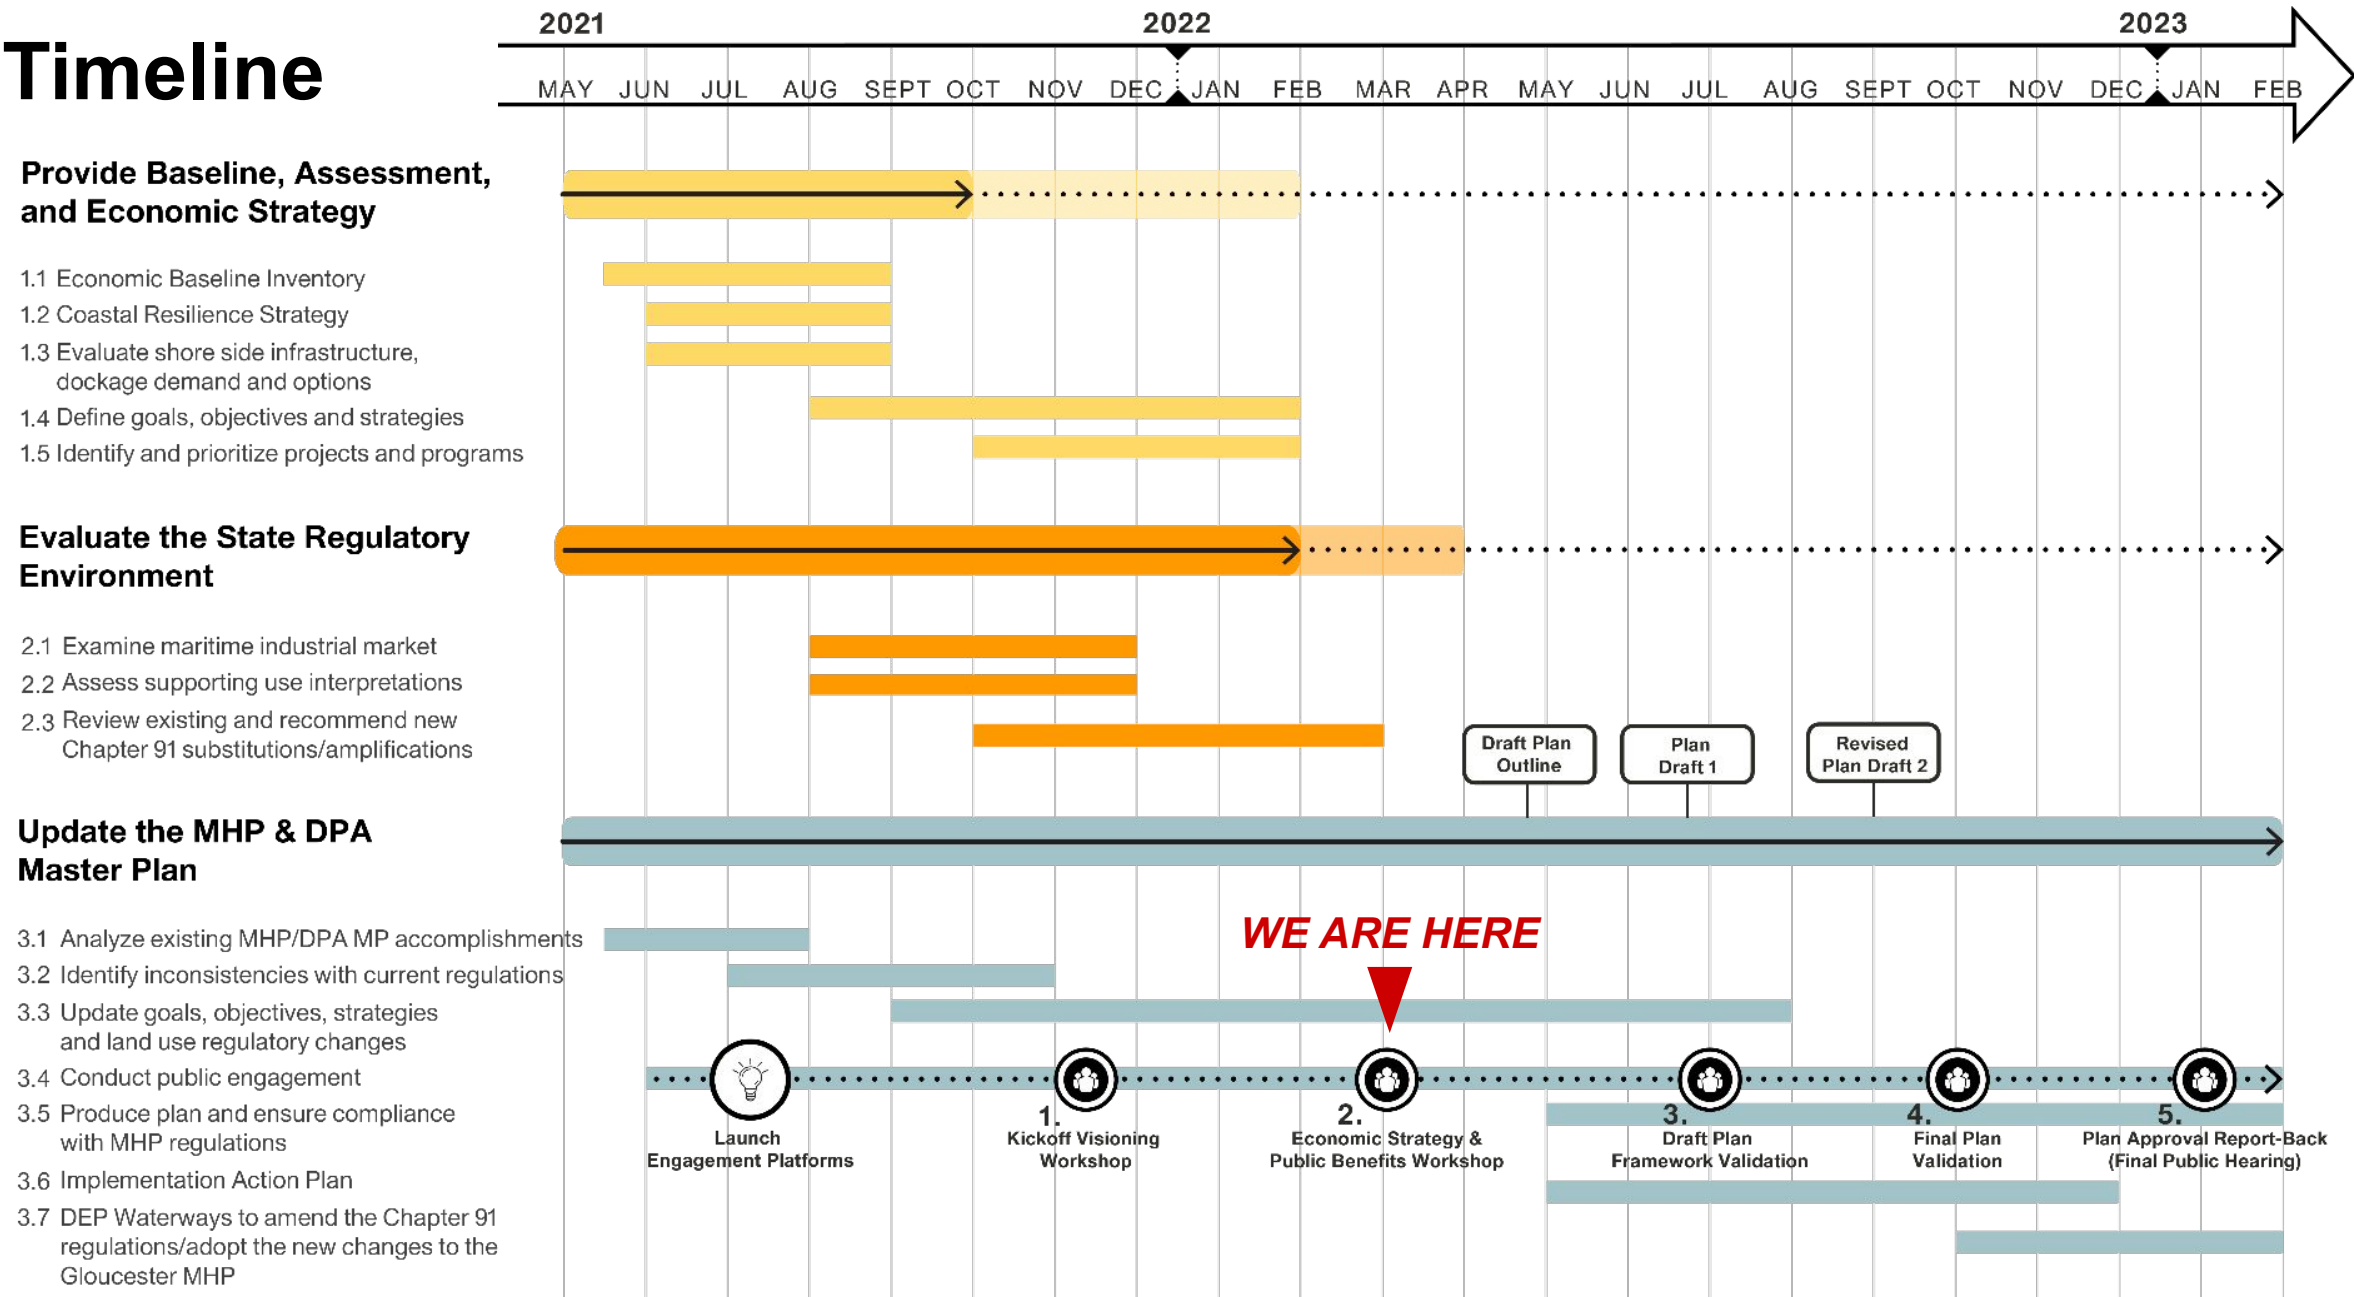 Timeline
2021 2022 2023
MAY JUN JUL AUG SEPT OCT NOV DEC JAN FEB MAR APR MAY JUN JUL AUG SEPT OCT NOV DEC JAN FEB
Provide Baseline, Assessment,
and Economic Strategy
1.1 Economic Baseline Inventory
1.2 Coastal Resilience Strategy
1.3 Evaluate shore side infrastructure,
dockage demand and options
1.4 Define goals, objectives and strategies
1.5 Identify and prioritize projects and programs
Evaluate the State Regulatory
Environment
2.1 Examine maritime industrial market
2.2 Assess supporting use interpretations
2.3 Review existing and recommend new
Chapter 91 substitutions/amplifications
Draft Plan
Outline
Plan
Draft 1
Revised
Plan Draft 2
Update the MHP & DPA
Master Plan
WE ARE HERE
3.1 Analyze existing MHP/DPA MP accomplishments
3.2 Identify inconsistencies with current regulations
3.3 Update goals, objectives, strategies
and land use regulatory changes
3.4 Conduct public engagement
3.5 Produce plan and ensure compliance
with MHP regulations
3.6 Implementation Action Plan
3.7 DEP Waterways to amend the Chapter 91
regulations/adopt the new changes to the
Gloucester MHP
Launch
Engagement Platforms
1.
Kickoff Visioning
Workshop
2.
Economic Strategy &
Public Benefits Workshop
3.
Draft Plan
Framework Validation
4.
Final Plan
Validation
5.
Plan Approval Report-Back
(Final Public Hearing)